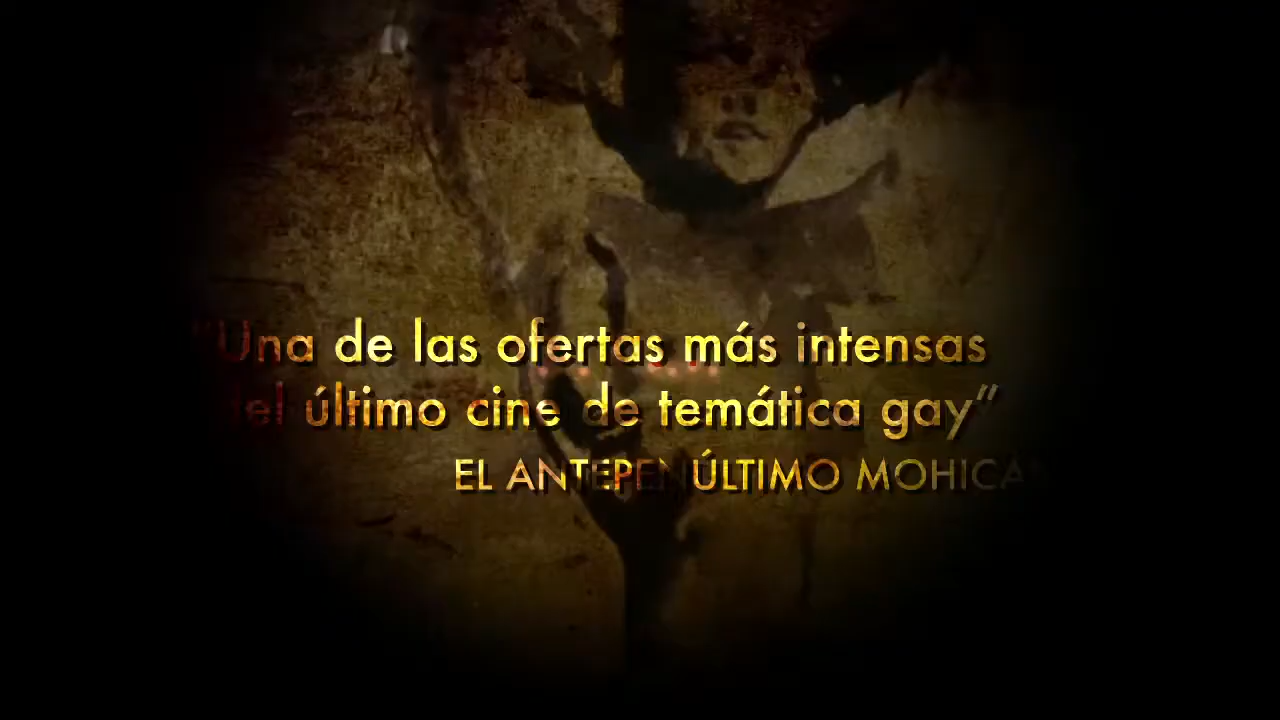 "Una de las ofertas más intensas
del último cine de temática gay”
EL ANTEPENÚLTIMO MOHICA